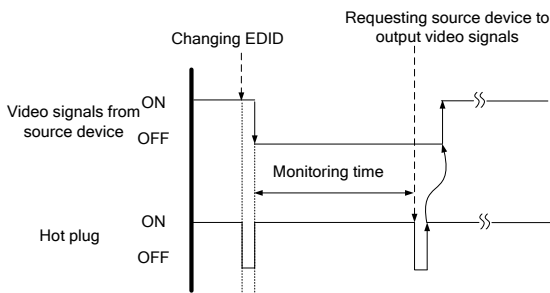 Requesting source device to
output video signals
Changing EDID
Video signals from
source device
ON
OFF
Monitoring time
Hot plug
ON
OFF